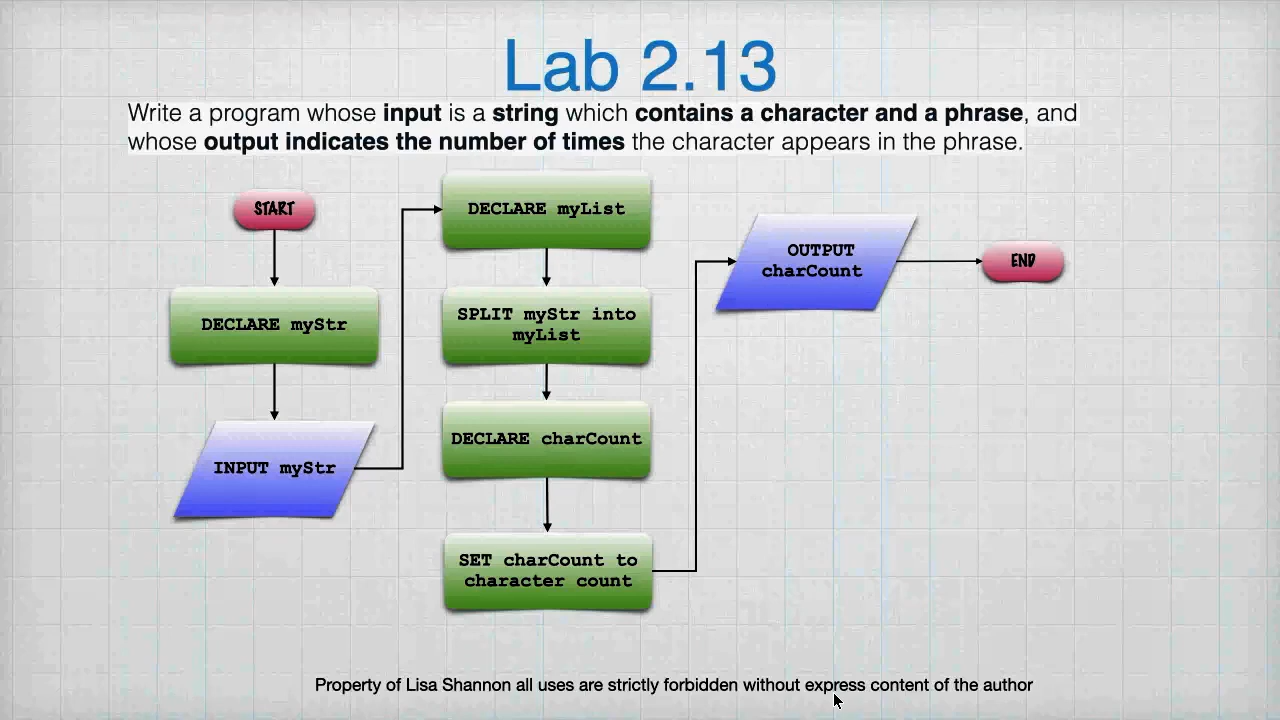 Lab 2.13
Write a program whose input is a string which contains a character and a phrase, and
whose output indicates the number of times the character appears in the phrase.
START
DECLARE myStr
INPUT myStr
DECLARE myList
SPLIT myStr into
myList
DECLARE charCount
SET charCount to
character count
OUTPUT
charCount
END
Property of Lisa Shannon all uses are strictly forbidden without express content of the author